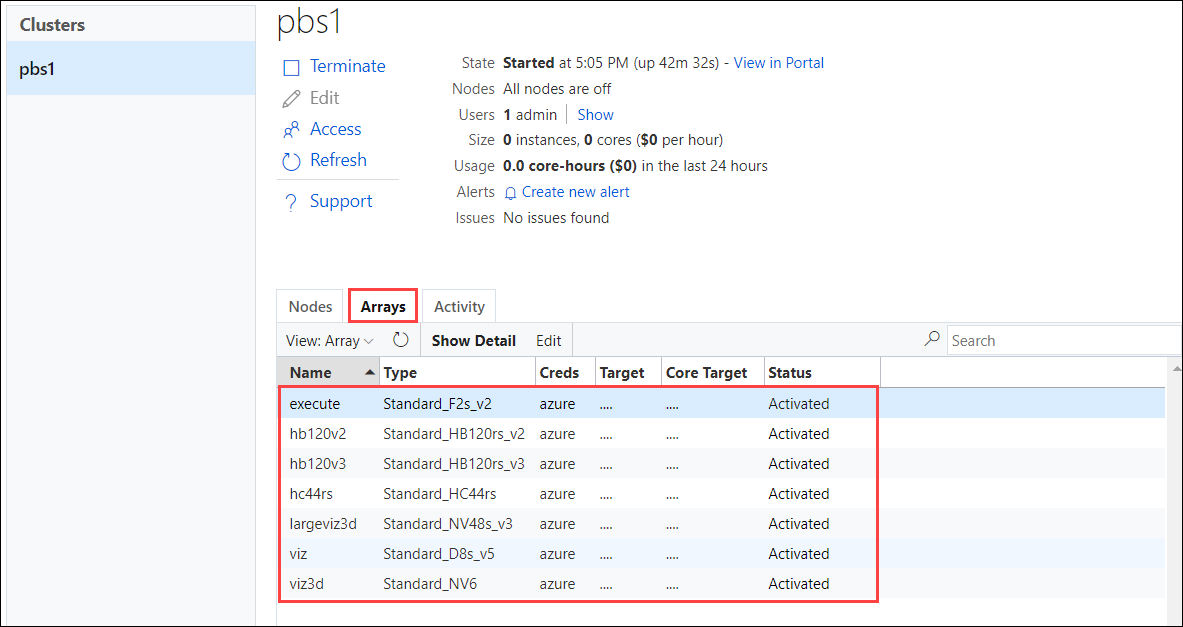 Clusters
pbs1
pbs1
Terminate
Edit
Access
Refresh
? Support
State Started at 5:05 PM (up 42m 32s) - View in Portal
Nodes All nodes are off
Users 1 admin Show
Size 0 instances, 0 cores ($0 per hour)
Usage 0.0 core-hours ($0) in the last 24 hours
Alerts Create new alert
Issues No issues found
Nodes Arrays Activity
View: Array Show Detail Edit Search
Name Type Creds Target Core Target Status
execute Standard_F2s_v2 azure .... .... Activated
hb120v2 Standard_HB120rs_v2 azure .... .... Activated
hb120v3 Standard_HB120rs_v3 azure .... .... Activated
hc44rs Standard_HC44rs azure .... .... Activated
largeviz3d Standard_NV48s_v3 azure .... .... Activated
viz Standard_D8s_v5 azure .... .... Activated
viz3d Standard_NV6 azure .... .... Activated